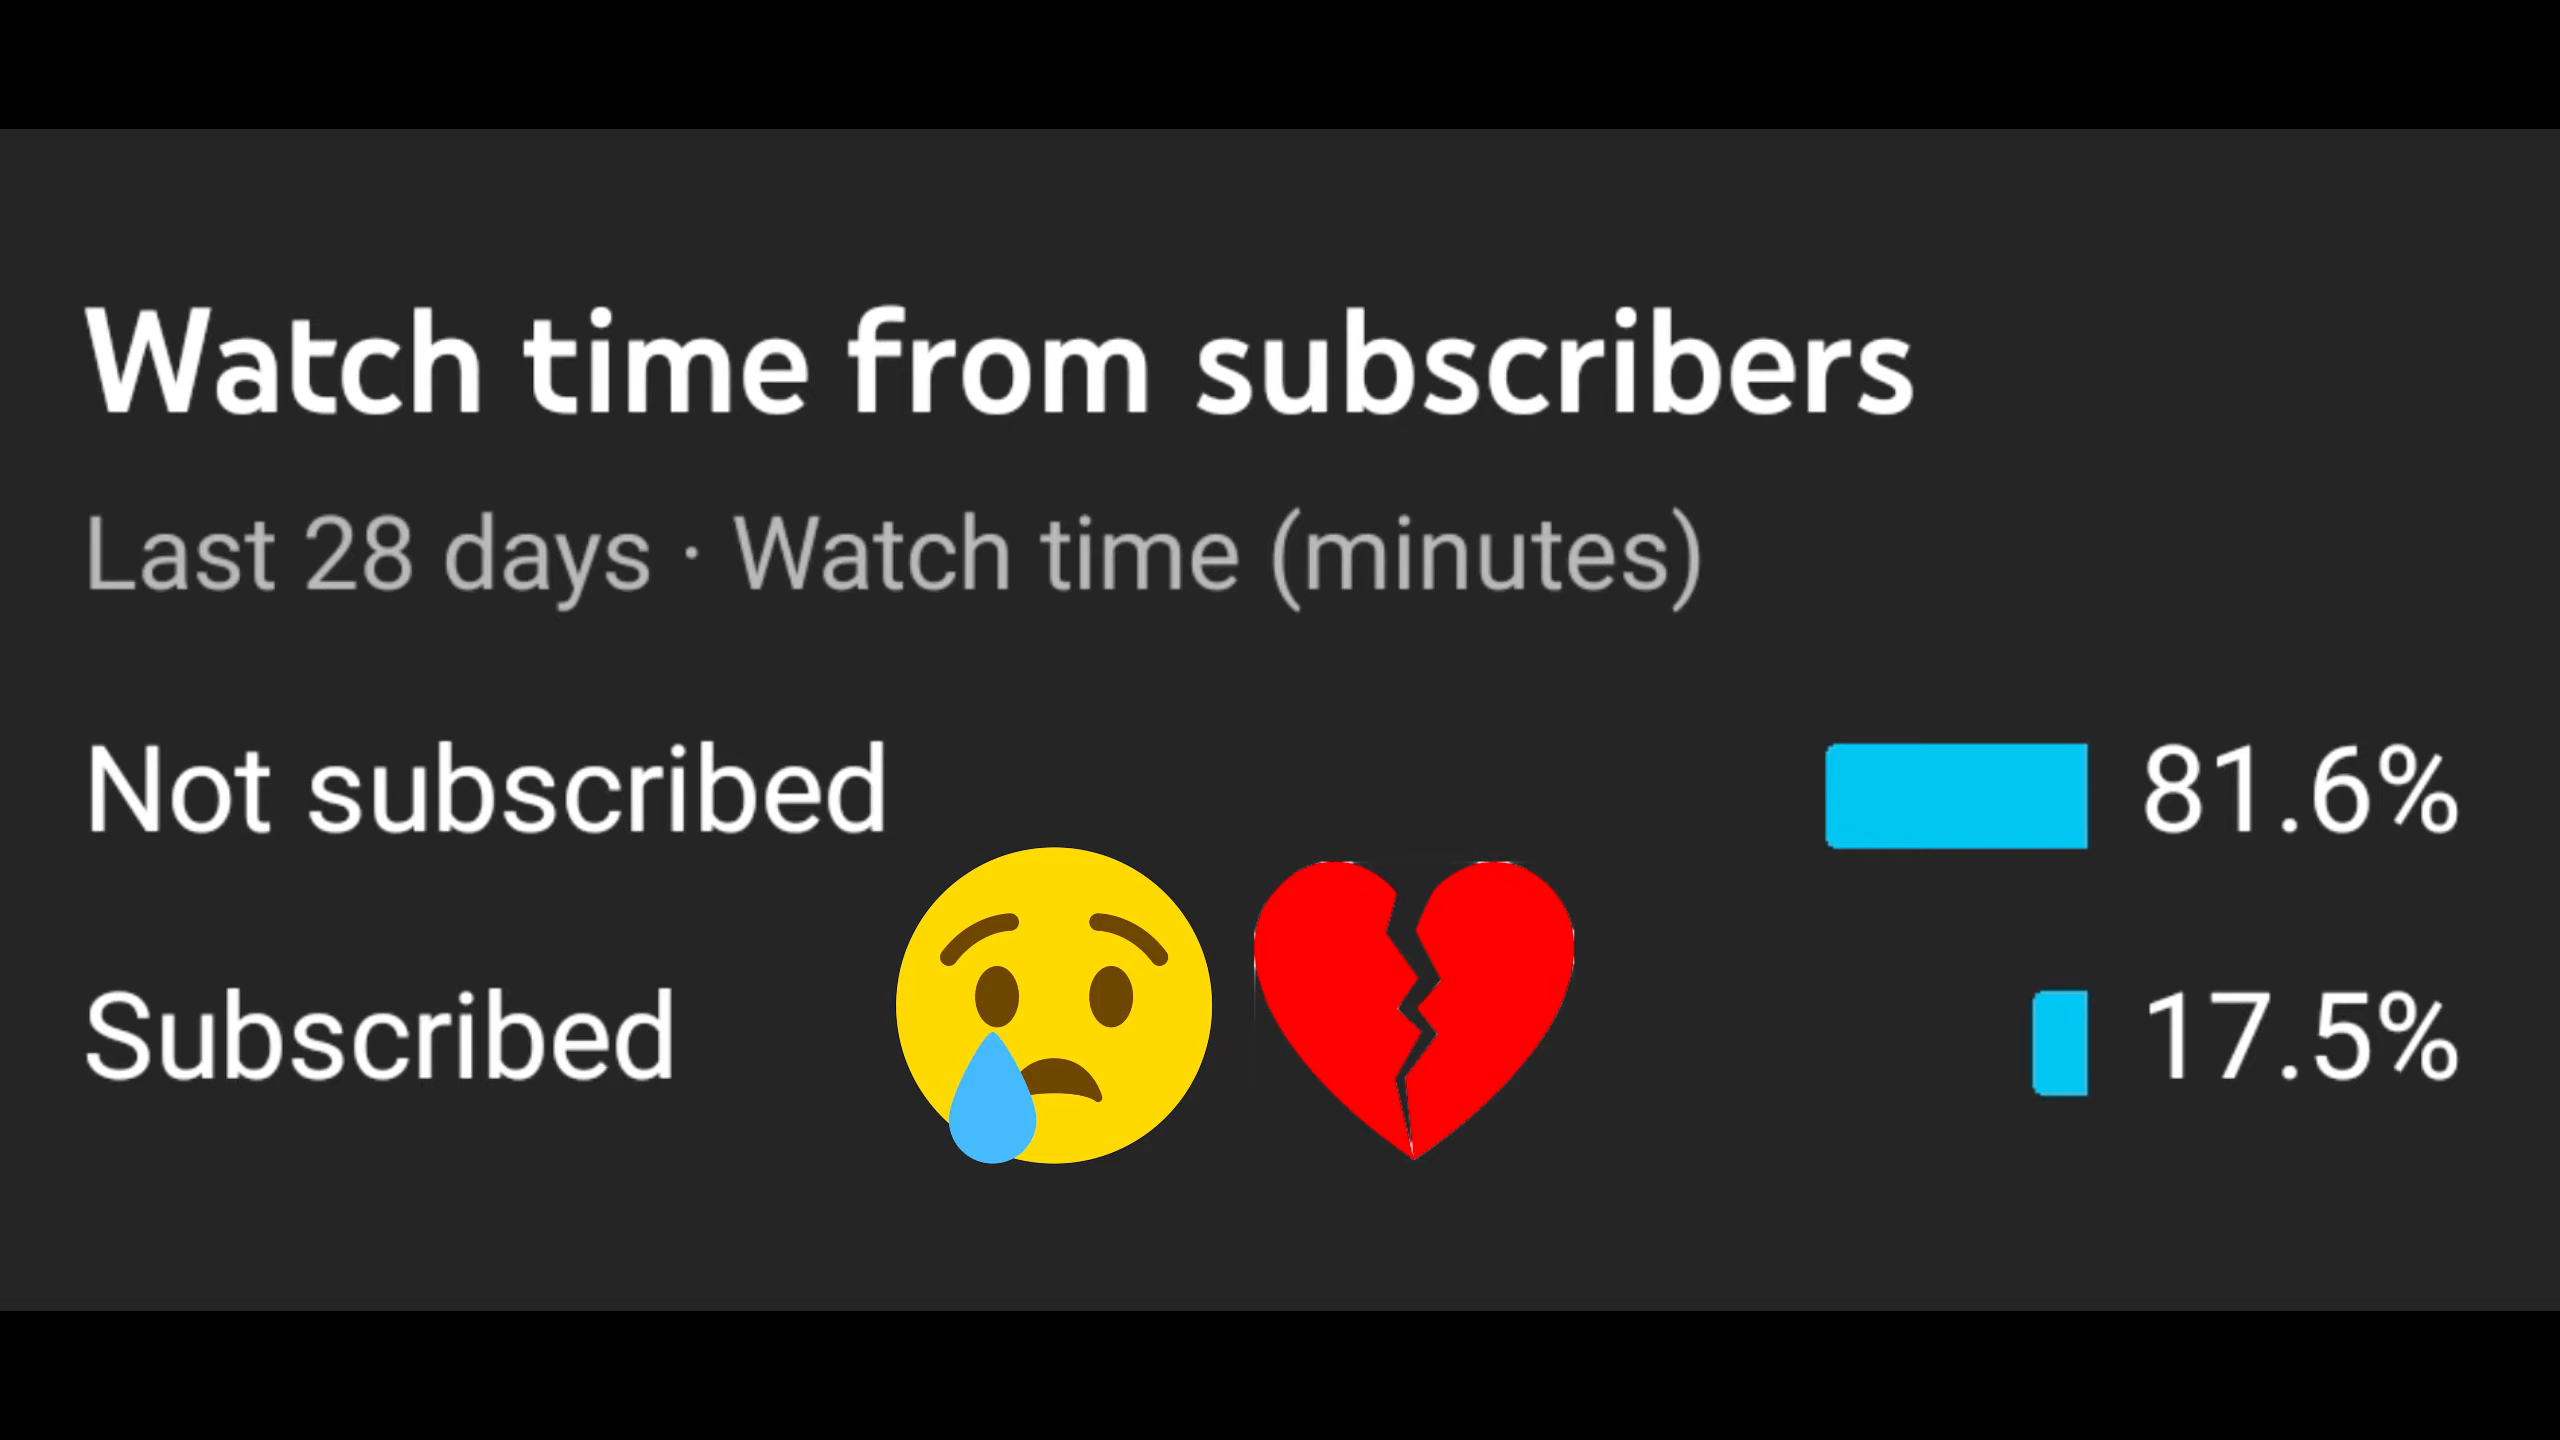 Watch time from subscribers
Last 28 days · Watch time (minutes)
Not subscribed 81.6%
Subscribed 17.5%